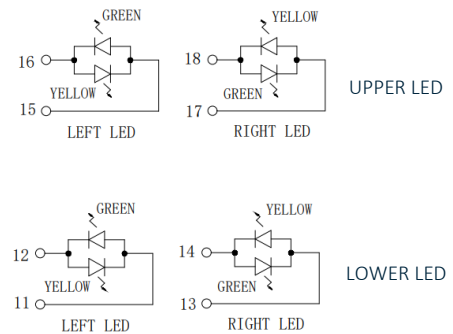 GREEN
YELLOW
16
18
UPPER LED
YELLOW
GREEN
15
17
LEFT LED
RIGHT LED
GREEN
YELLOW
12
14
LOWER LED
YELLOW
GREEN
11
13
LEFT LED
RIGHT LED